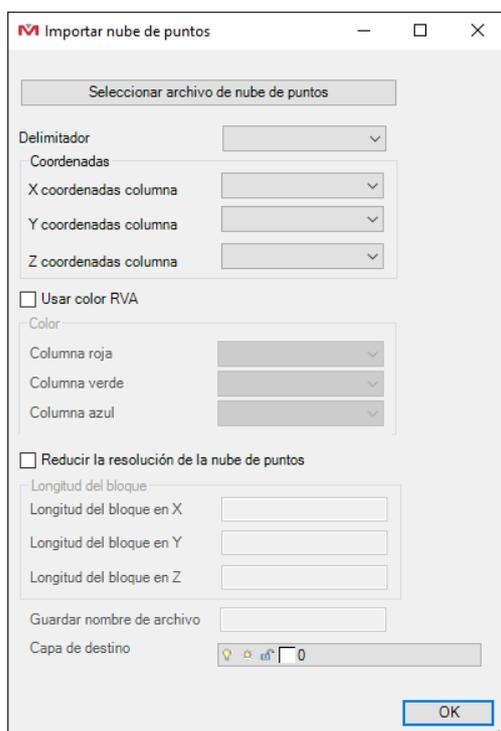 Importar nube de puntos
Seleccionar archivo de nube de puntos
Delimitador
Coordenadas
X coordenadas columna
Y coordenadas columna
Z coordenadas columna
Usar color RVA
Color
Columna roja
Columna verde
Columna azul
Reducir la resolución de la nube de puntos
Longitud del bloque
Longitud del bloque en X
Longitud del bloque en Y
Longitud del bloque en Z
Guardar nombre de archivo
Capa de destino 0
OK